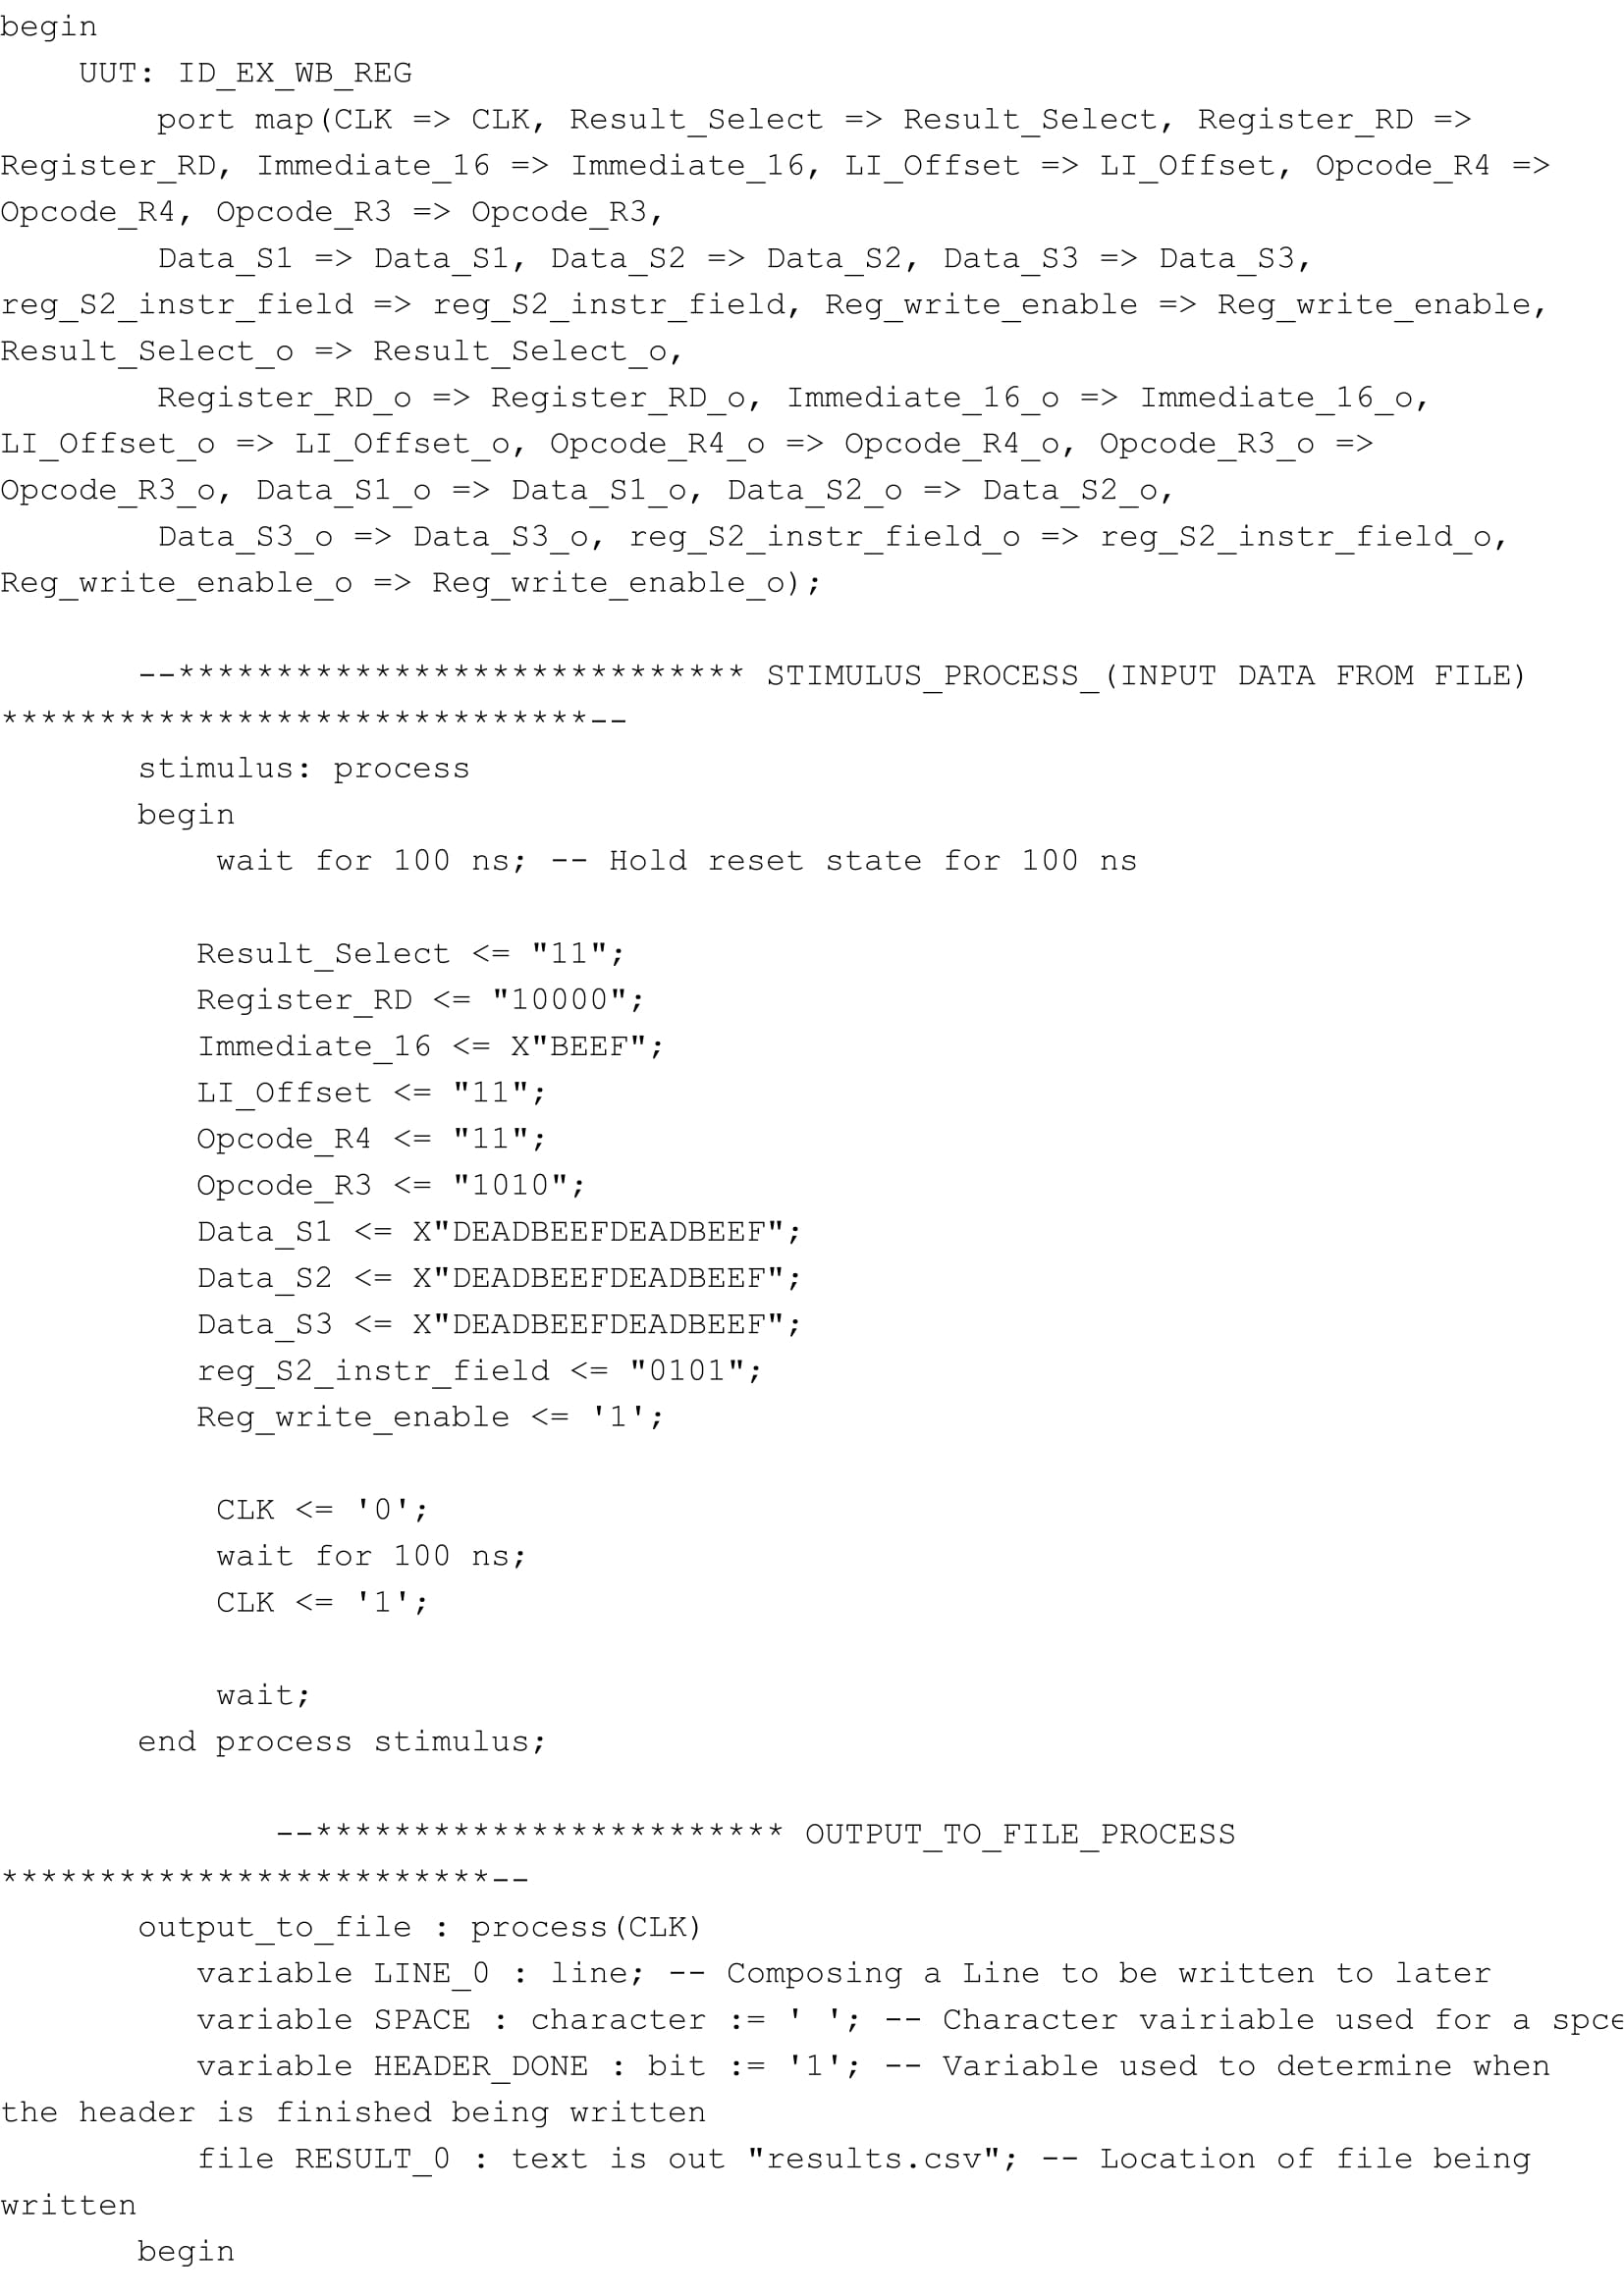 begin
    UUT: ID_EX_WB_REG
        port map(CLK => CLK, Result_Select => Result_Select, Register_RD =>
Register_RD, Immediate_16 => Immediate_16, LI_Offset => LI_Offset, Opcode_R4 =>
Opcode_R4, Opcode_R3 => Opcode_R3,
        Data_S1 => Data_S1, Data_S2 => Data_S2, Data_S3 => Data_S3,
reg_S2_instr_field => reg_S2_instr_field, Reg_write_enable => Reg_write_enable,
Result_Select_o => Result_Select_o,
        Register_RD_o => Register_RD_o, Immediate_16_o => Immediate_16_o,
LI_Offset_o => LI_Offset_o, Opcode_R4_o => Opcode_R4_o, Opcode_R3_o =>
Opcode_R3_o, Data_S1_o => Data_S1_o, Data_S2_o => Data_S2_o,
        Data_S3_o => Data_S3_o, reg_S2_instr_field_o => reg_S2_instr_field_o,
Reg_write_enable_o => Reg_write_enable_o);

       --***************************** STIMULUS_PROCESS_(INPUT DATA FROM FILE)
******************************--
       stimulus: process
       begin
           wait for 100 ns; -- Hold reset state for 100 ns

          Result_Select <= "11";
          Register_RD <= "10000";
          Immediate_16 <= X"BEEF";
          LI_Offset <= "11";
          Opcode_R4 <= "11";
          Opcode_R3 <= "1010";
          Data_S1 <= X"DEADBEEFDEADBEEF";
          Data_S2 <= X"DEADBEEFDEADBEEF";
          Data_S3 <= X"DEADBEEFDEADBEEF";
          reg_S2_instr_field <= "0101";
          Reg_write_enable <= '1';

           CLK <= '0';
           wait for 100 ns;
           CLK <= '1';

           wait;
       end process stimulus;

              --************************ OUTPUT_TO_FILE_PROCESS
*************************--
       output_to_file : process(CLK)
          variable LINE_0 : line; -- Composing a Line to be written to later
          variable SPACE : character := ' '; -- Character vairiable used for a spce
          variable HEADER_DONE : bit := '1'; -- Variable used to determine when
the header is finished being written
          file RESULT_0 : text is out "results.csv"; -- Location of file being
written
       begin